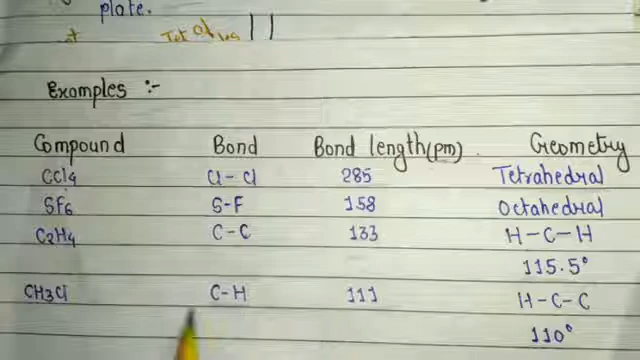 plate.
Examples :-
Compound Bond Bond length(pm) Geometry
CCl4 Cl-Cl 285 Tetrahedral
SF6 S-F 158 Octahedral
C2H4 C-C 133 H-C-H
115.5°
CH3Cl C-H 111 H-C-C
110°